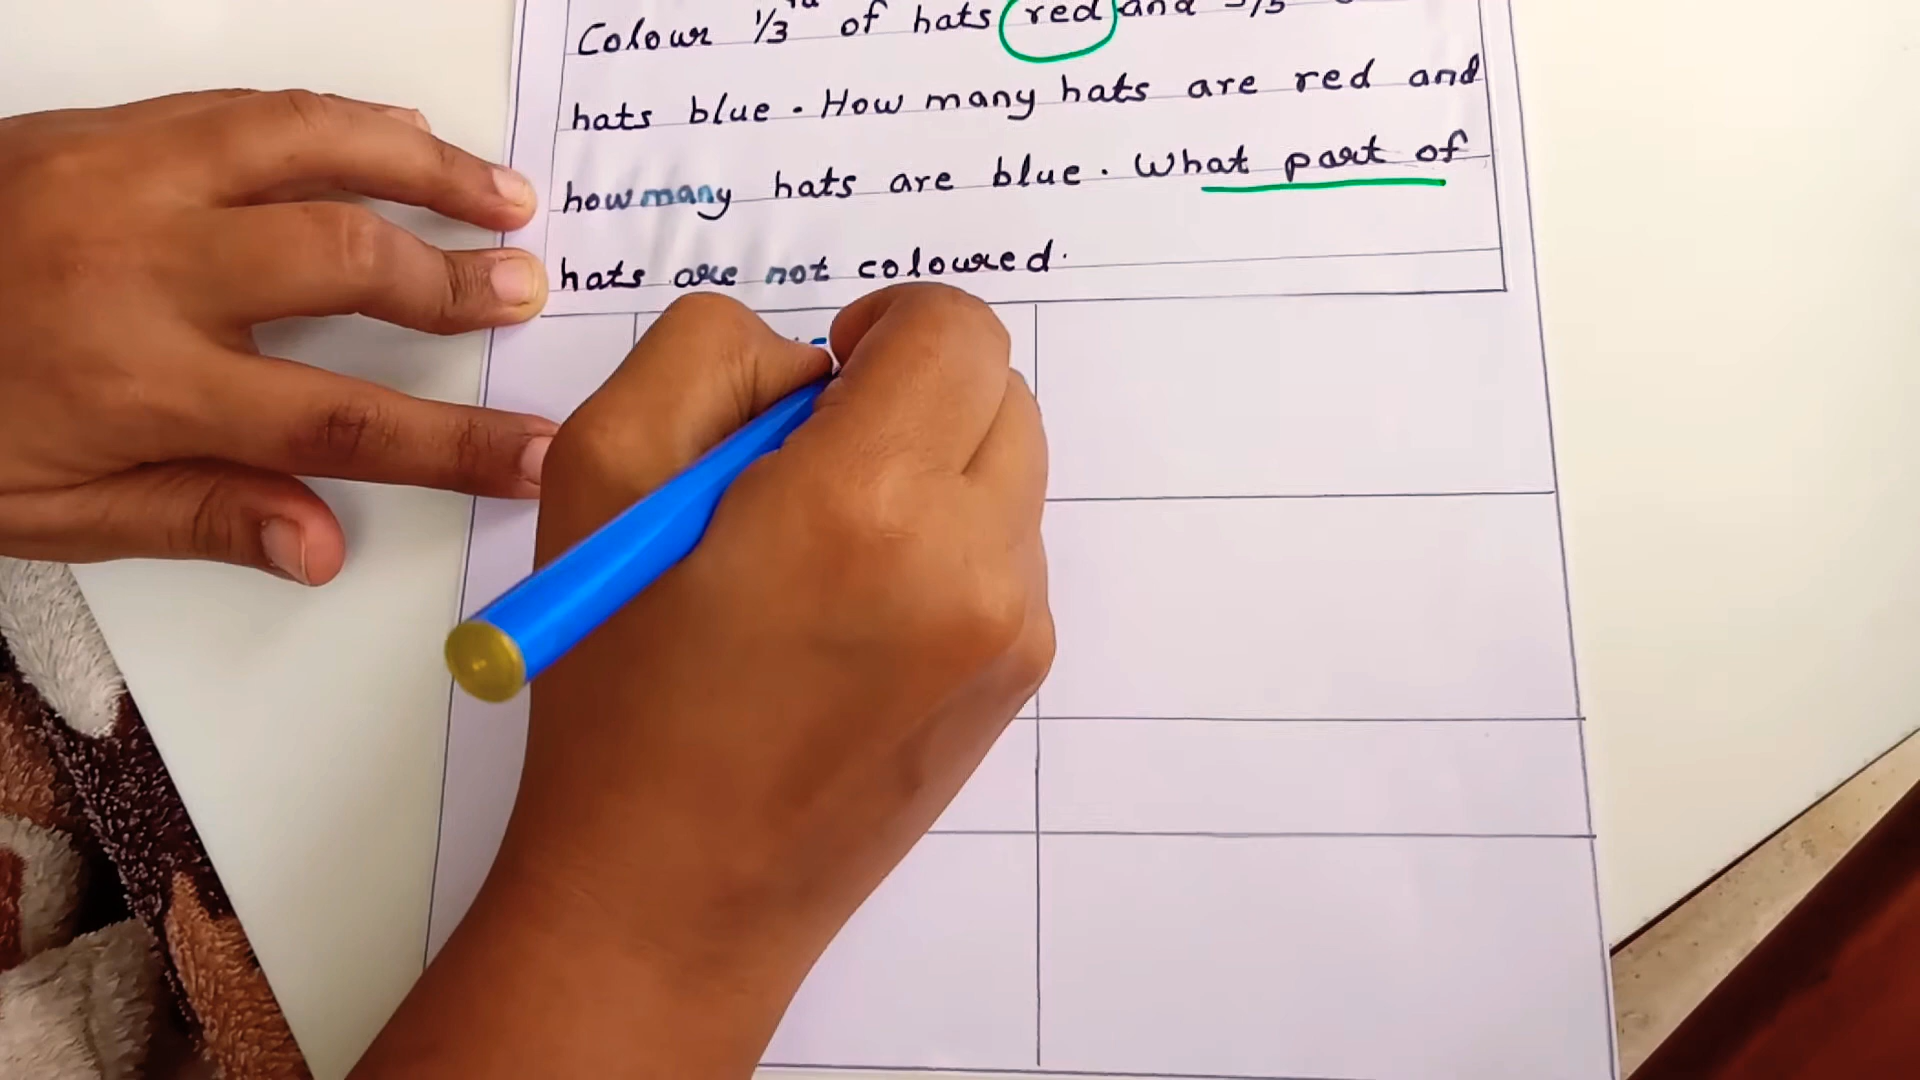 Colour 1/3 of hats red and
hats blue. How many hats are red and
how many hats are blue. What part of
hats are not coloured.